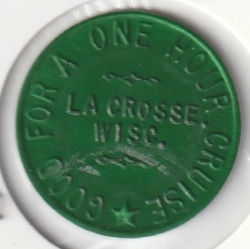 GOOD FOR A ONE HOUR CRUISE
LA CROSSE,
WISC.